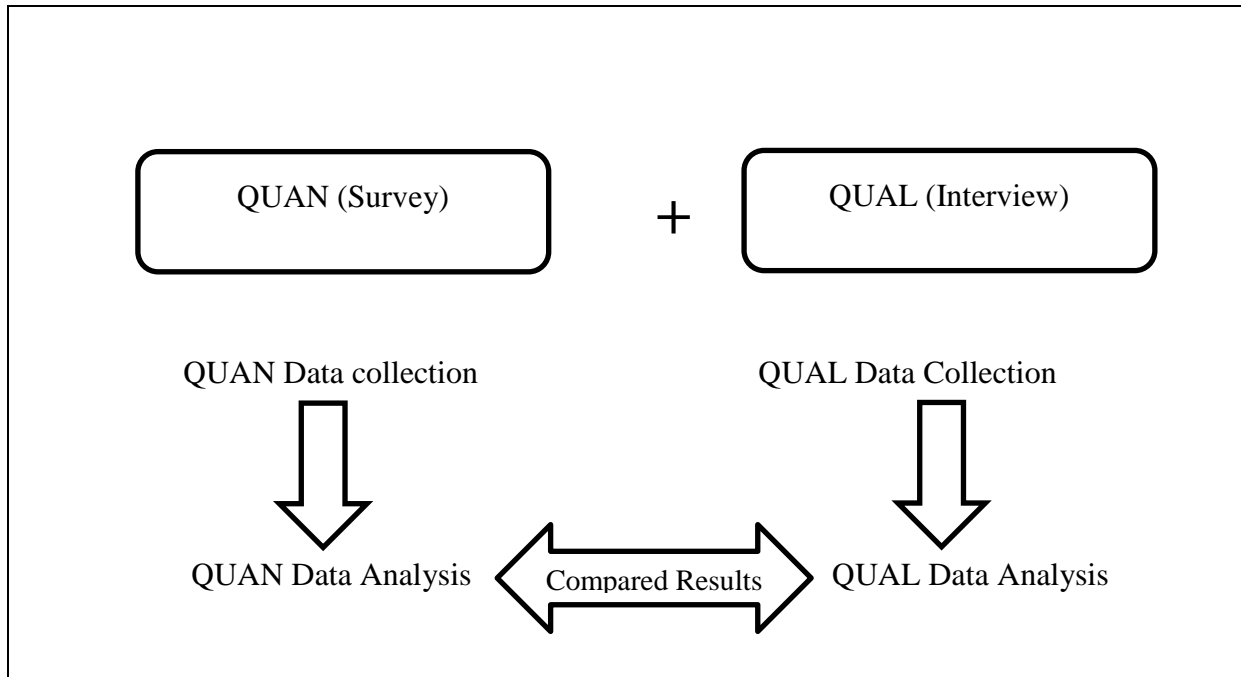 QUAN (Survey)
+
QUAL (Interview)
QUAN Data collection
QUAL Data Collection
QUAN Data Analysis
Compared Results
QUAL Data Analysis